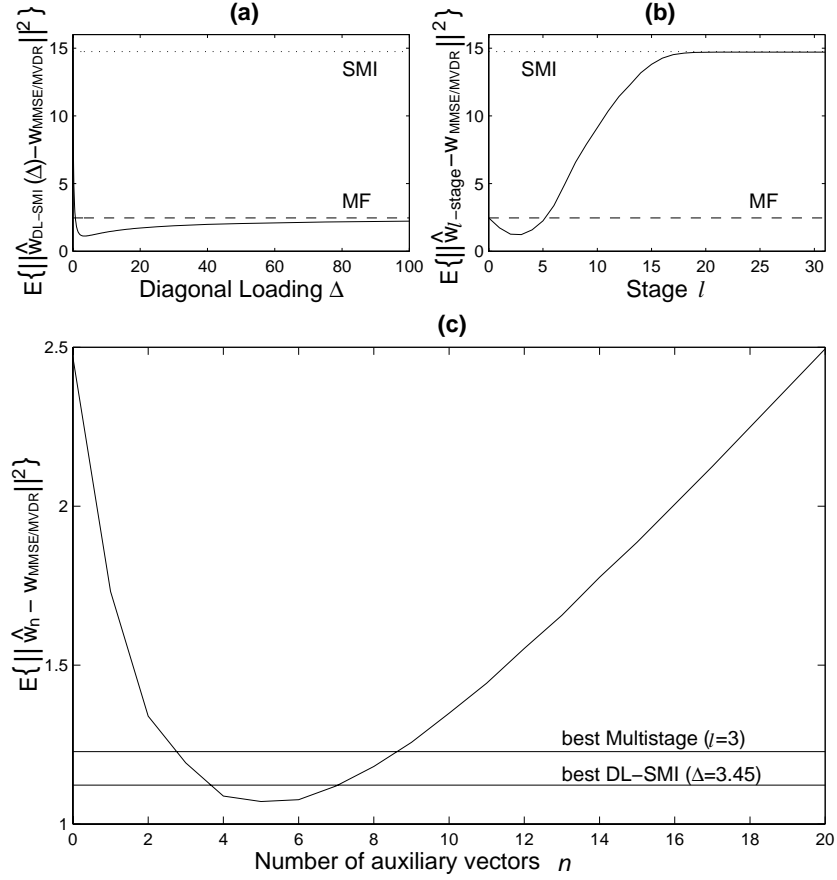 (a)
E{||ŵ_DL−SMI (Δ)−w_MMSE/MVDR||²}
15
10
5
0
SMI
MF
0 20 40 60 80 100
Diagonal Loading Δ
(b)
E{||ŵ_l−stage−w_MMSE/MVDR||²}
15
10
5
0
SMI
MF
0 5 10 15 20 25 30
Stage l
(c)
E{||ŵ_n − w_MMSE/MVDR||²}
2.5
2
1.5
1
best Multistage (l=3)
best DL−SMI (Δ=3.45)
0 2 4 6 8 10 12 14 16 18 20
Number of auxiliary vectors n